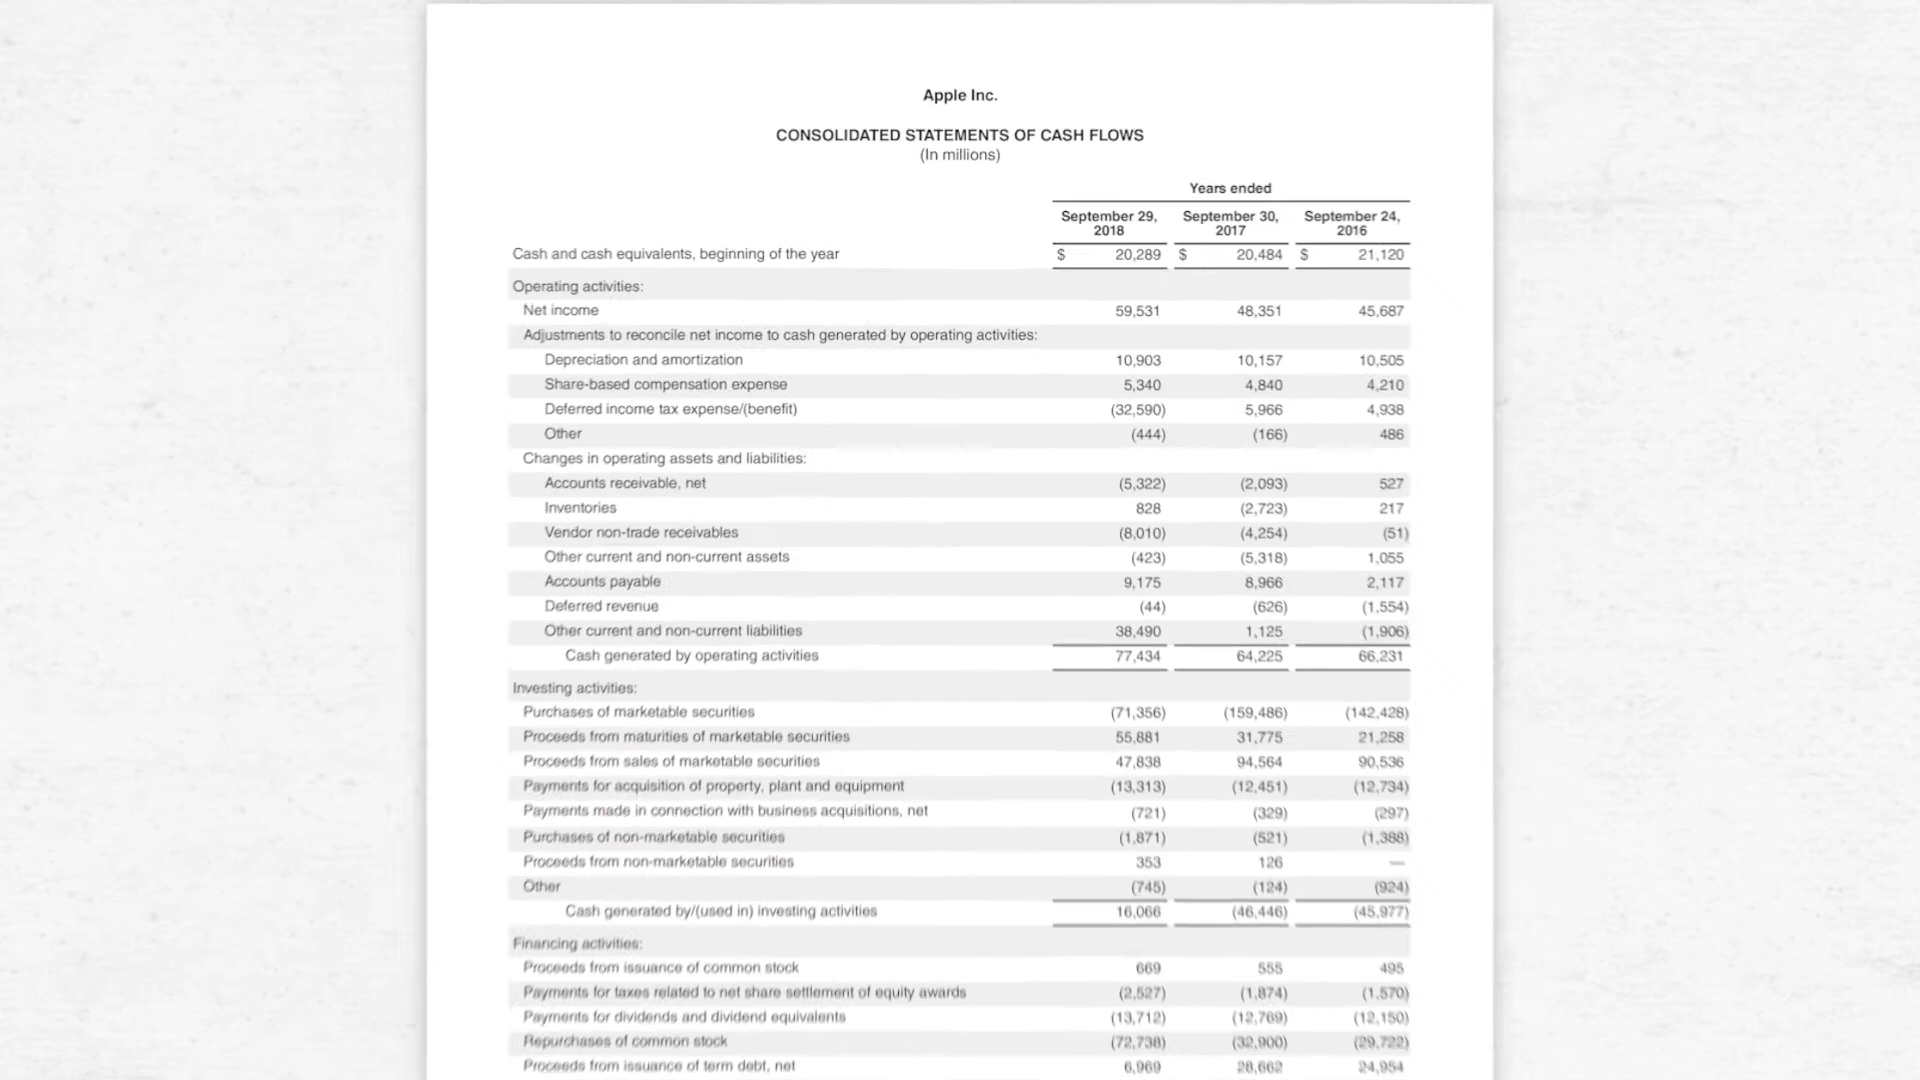 Apple Inc.
CONSOLIDATED STATEMENTS OF CASH FLOWS
(In millions)
Years ended
September 29, 2018 September 30, 2017 September 24, 2016
Cash and cash equivalents, beginning of the year $ 20,289 $ 20,484 $ 21,120
Operating activities:
Net income 59,531 48,351 45,687
Adjustments to reconcile net income to cash generated by operating activities:
Depreciation and amortization 10,903 10,157 10,505
Share-based compensation expense 5,340 4,840 4,210
Deferred income tax expense/(benefit) (32,590) 5,966 4,938
Other (444) (166) 486
Changes in operating assets and liabilities:
Accounts receivable, net (5,322) (2,093) 527
Inventories 828 (2,723) 217
Vendor non-trade receivables (8,010) (4,254) (51)
Other current and non-current assets (423) (5,318) 1,055
Accounts payable 9,175 8,966 2,117
Deferred revenue (44) (626) (1,554)
Other current and non-current liabilities 38,490 1,125 (1,906)
Cash generated by operating activities 77,434 64,225 66,231
Investing activities:
Purchases of marketable securities (71,356) (159,486) (142,428)
Proceeds from maturities of marketable securities 55,881 31,775 21,258
Proceeds from sales of marketable securities 47,838 94,564 90,536
Payments for acquisition of property, plant and equipment (13,313) (12,451) (12,734)
Payments made in connection with business acquisitions, net (721) (329) (297)
Purchases of non-marketable securities (1,871) (521) (1,388)
Proceeds from non-marketable securities 353 126 —
Other (745) (124) (924)
Cash generated by/(used in) investing activities 16,066 (46,446) (45,977)
Financing activities:
Proceeds from issuance of common stock 669 555 495
Payments for taxes related to net share settlement of equity awards (2,527) (1,874) (1,570)
Payments for dividends and dividend equivalents (13,712) (12,769) (12,150)
Repurchases of common stock (72,738) (32,900) (29,722)
Proceeds from issuance of term debt, net 6,969 28,662 24,954